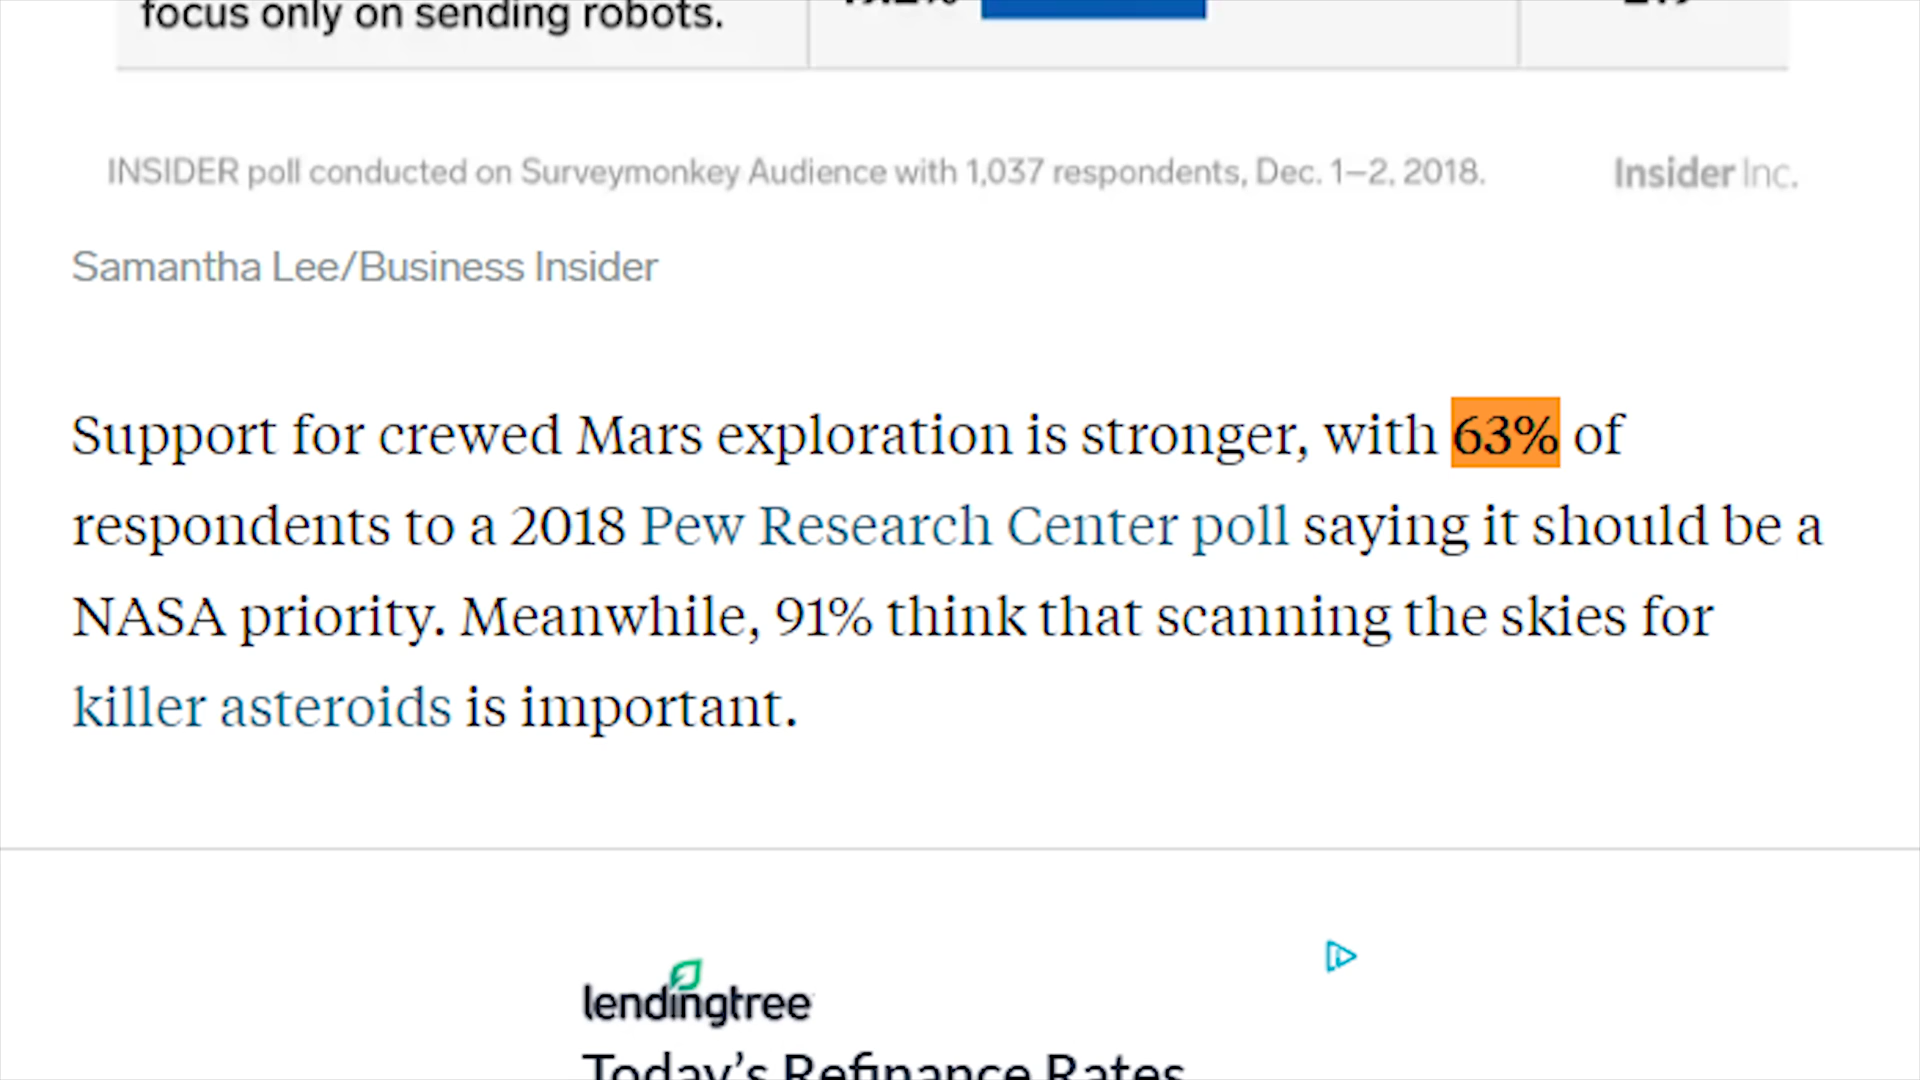 focus only on sending robots.
INSIDER poll conducted on Surveymonkey Audience with 1,037 respondents, Dec. 1–2, 2018.
Insider Inc.
Samantha Lee/Business Insider
Support for crewed Mars exploration is stronger, with 63% of
respondents to a 2018 Pew Research Center poll saying it should be a
NASA priority. Meanwhile, 91% think that scanning the skies for
killer asteroids is important.
lendingtree
Today's Refinance Rates